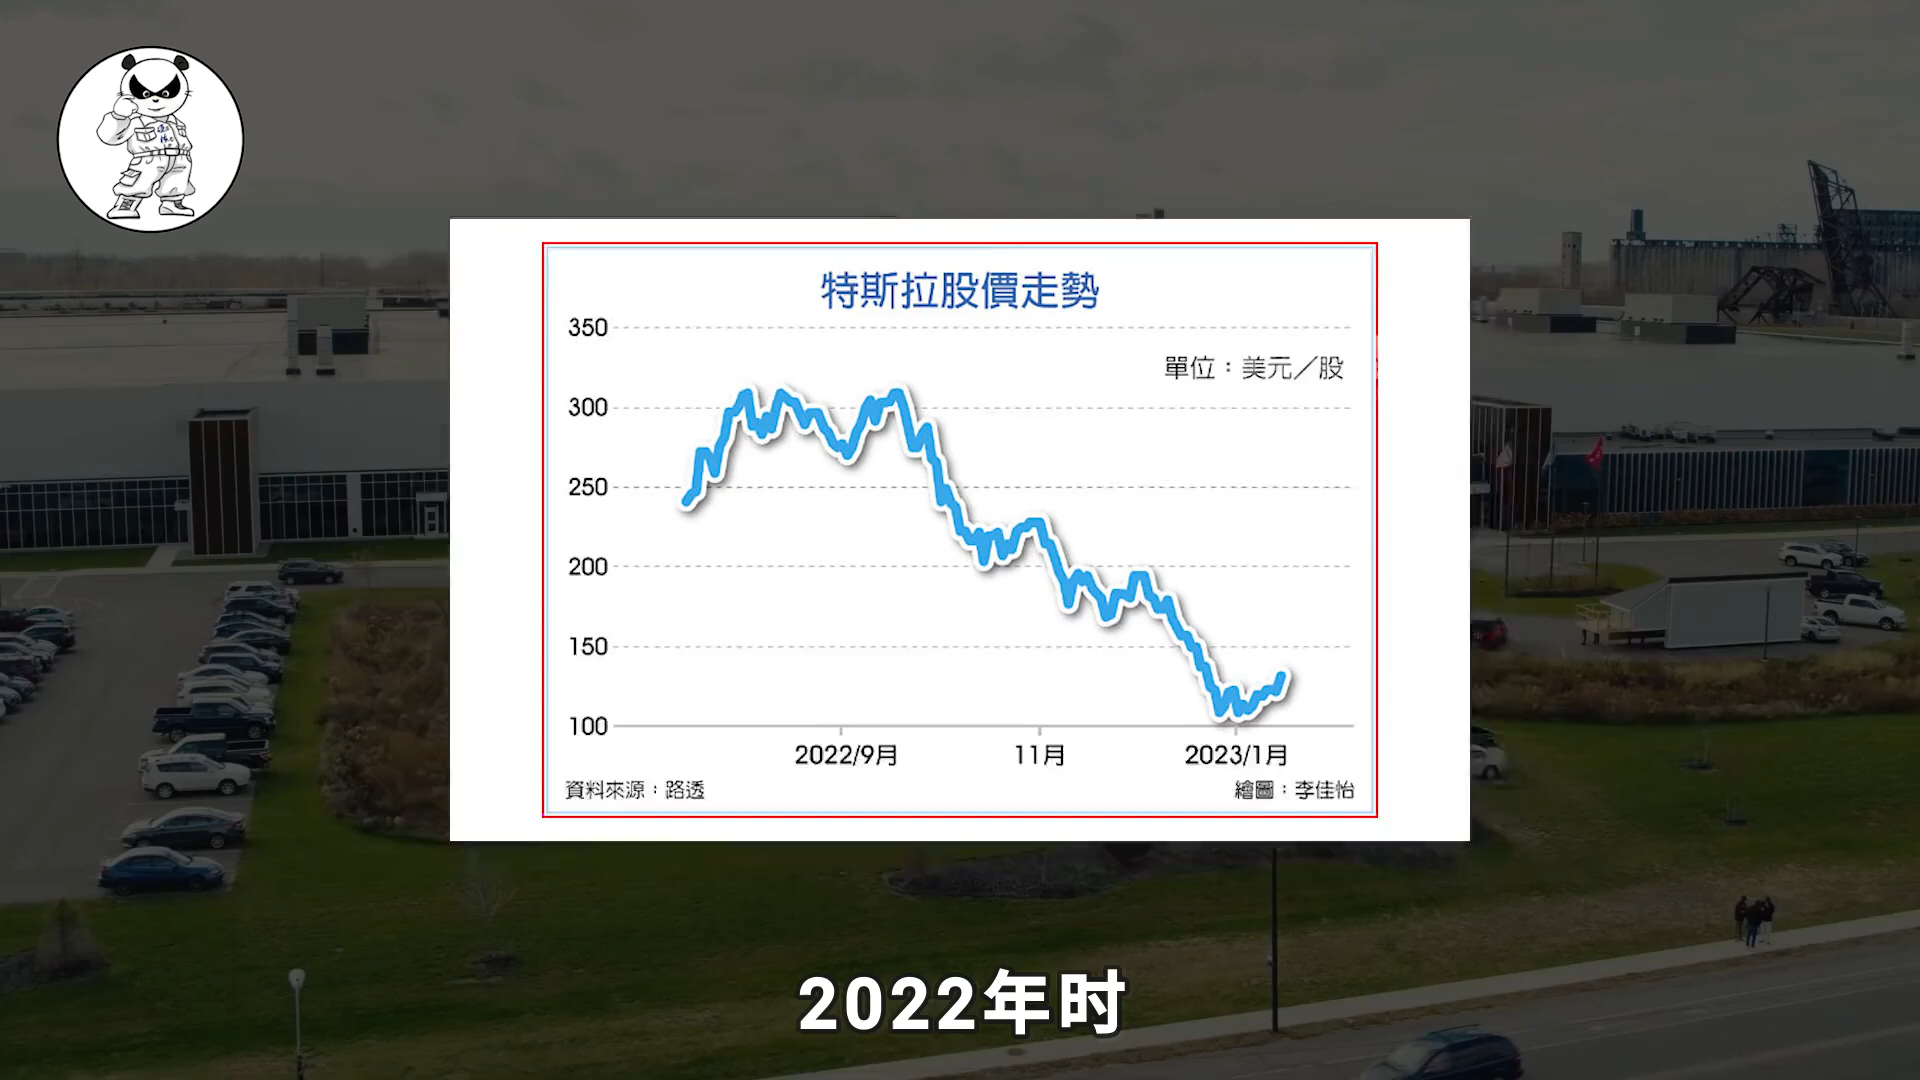 特斯拉股價走勢
單位：美元／股
350
300
250
200
150
100
2022/9月
11月
2023/1月
資料來源：路透
繪圖：李佳怡
2022年时